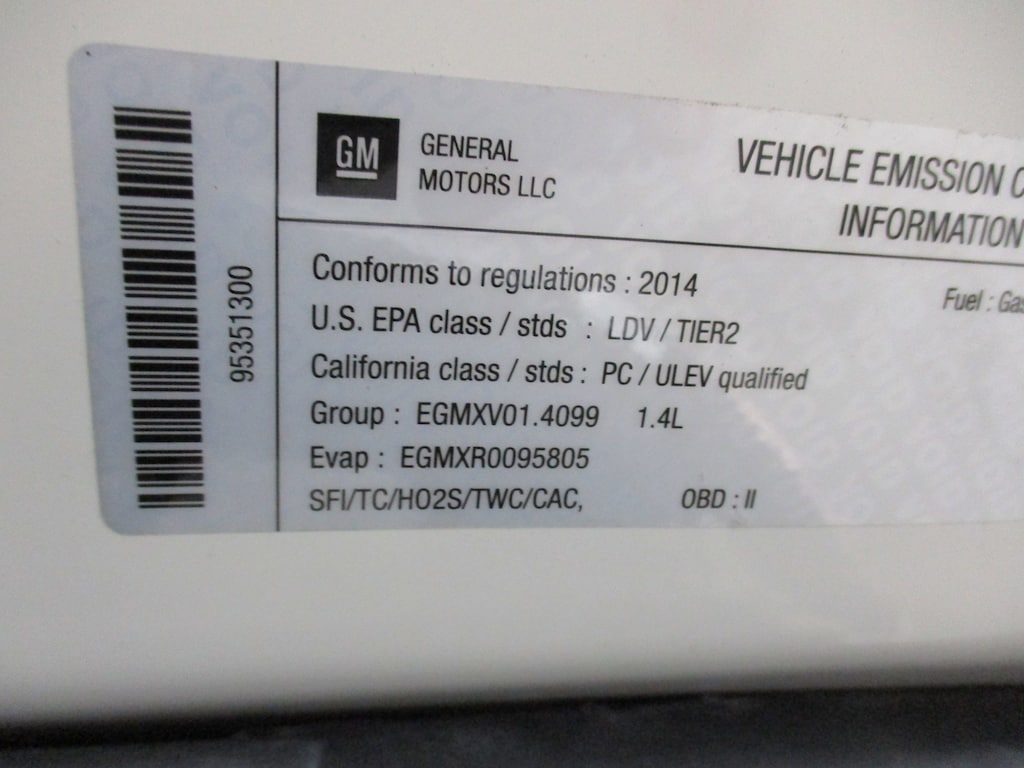 95351300
GM
GENERAL
MOTORS LLC
VEHICLE EMISSION
INFORMATION
Conforms to regulations : 2014
Fuel :
U.S. EPA class / stds : LDV / TIER2
California class / stds : PC / ULEV qualified
Group : EGMXV01.4099 1.4L
Evap : EGMXR0095805
SFI/TC/HO2S/TWC/CAC, OBD : II